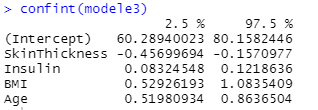 > confint(modele3)
2.5 % 97.5 %
(Intercept) 60.28940023 80.1582446
SkinThickness -0.45699694 -0.1570977
Insulin 0.08324548 0.1218636
BMI 0.52926193 1.0835409
Age 0.51980934 0.8636504